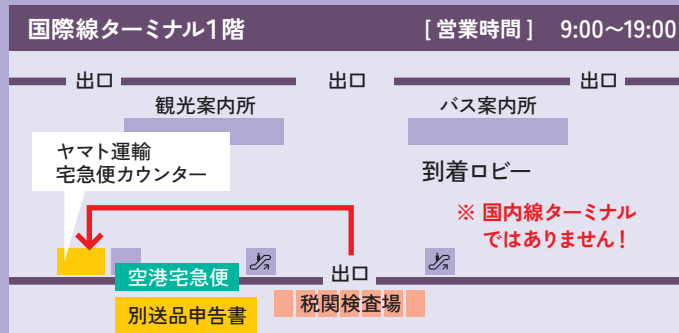 国際線ターミナル1階
[ 営業時間 ] 9:00〜19:00
出口
出口
出口
観光案内所
バス案内所
ヤマト運輸
宅急便カウンター
到着ロビー
※ 国内線ターミナル
ではありません！
空港宅急便
出口
別送品申告書
税関検査場